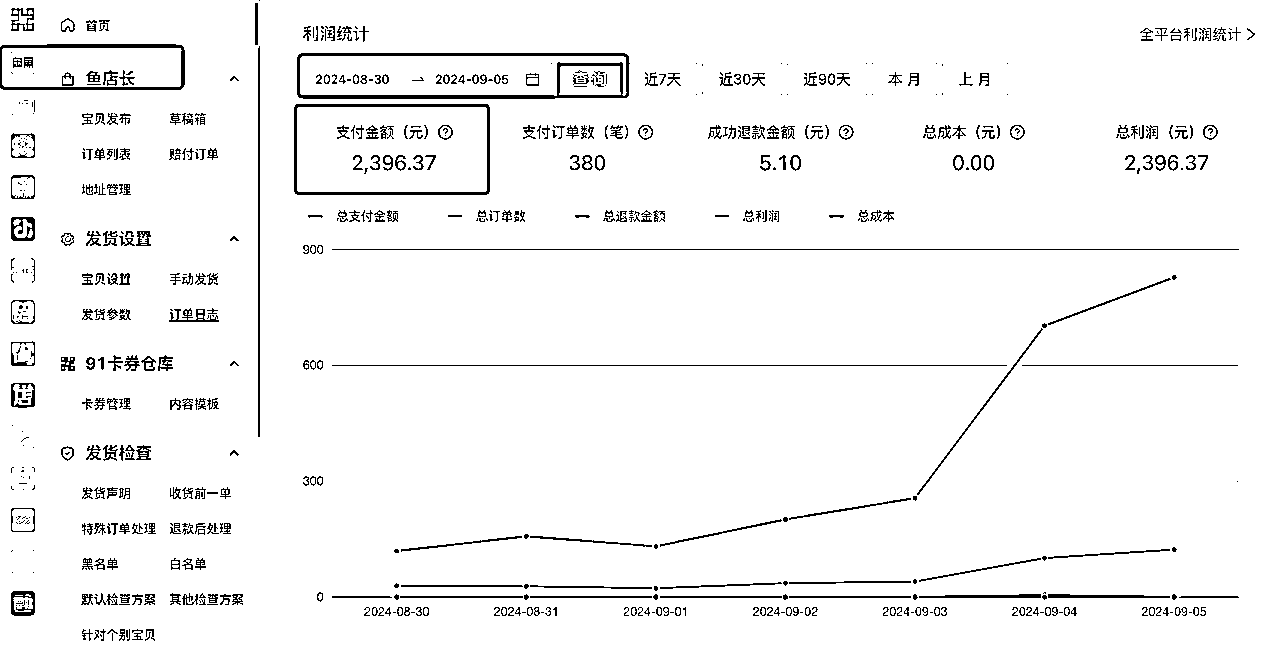 首页
鱼店长
宝贝发布 草稿箱
订单列表 赔付订单
地址管理
发货设置
宝贝设置 手动发货
发货参数 订单日志
91卡券仓库
卡券管理 内容模板
发货检查
发货声明 收货前一单
特殊订单处理 退款后处理
黑名单 白名单
默认检查方案 其他检查方案
针对个别宝贝
利润统计 全平台利润统计 >
2024-08-30 → 2024-09-05 查询 近7天 近30天 近90天 本月 上月
支付金额（元） 支付订单数（笔） 成功退款金额（元） 总成本（元） 总利润（元）
2,396.37 380 5.10 0.00 2,396.37
总支付金额 总订单数 总退款金额 总利润 总成本
900
600
300
0
2024-08-30 2024-08-31 2024-09-01 2024-09-02 2024-09-03 2024-09-04 2024-09-05